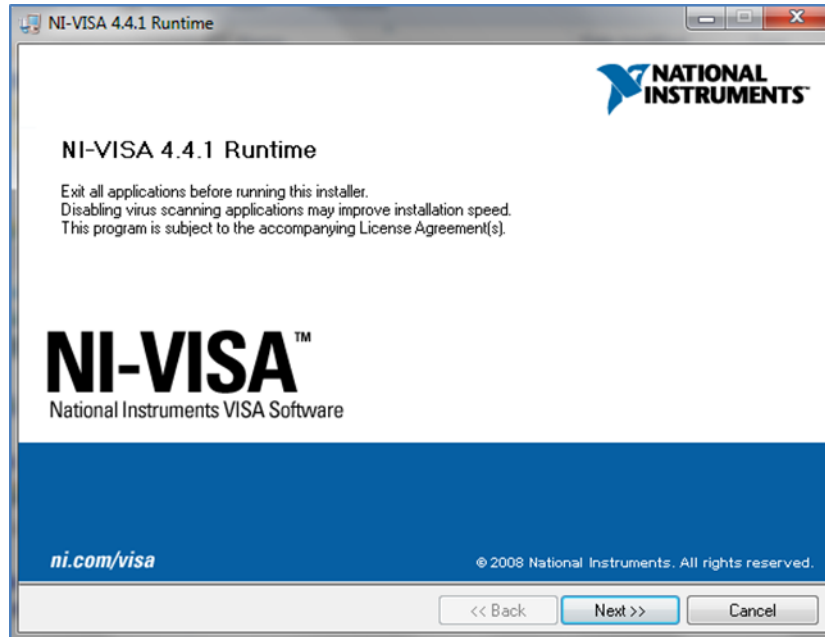 NI-VISA 4.4.1 Runtime
NATIONAL
INSTRUMENTS™
NI-VISA 4.4.1 Runtime
Exit all applications before running this installer.
Disabling virus scanning applications may improve installation speed.
This program is subject to the accompanying License Agreement(s).
NI-VISA™
National Instruments VISA Software
ni.com/visa
© 2008 National Instruments. All rights reserved.
<< Back
Next >>
Cancel